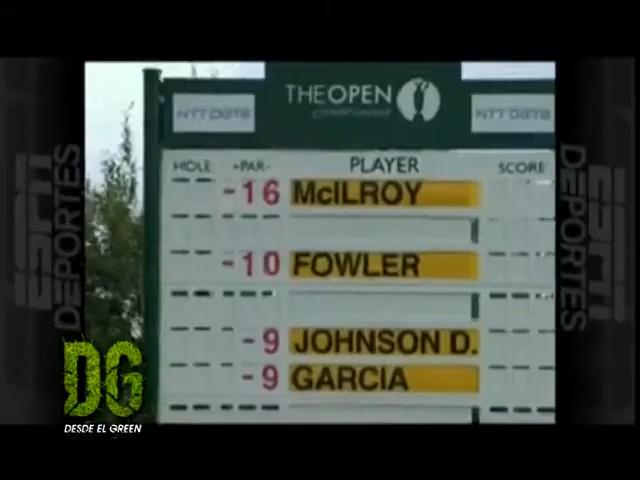 THE OPEN
CHAMPIONSHIP
NTT DATA
NTT DATA
HOLE -PAR- PLAYER SCORE
-16 McILROY
-10 FOWLER
-9 JOHNSON D.
-9 GARCIA
ESPN
DEPORTES
DEPORTES
ESPN
DG
DESDE EL GREEN